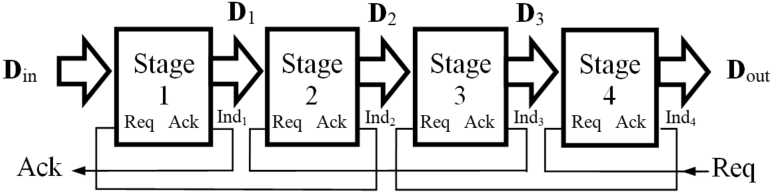 D1 D2 D3
Din Stage 1 Stage 2 Stage 3 Stage 4 Dout
Req Ack Ind1 Req Ack Ind2 Req Ack Ind3 Req Ack Ind4
Ack Req